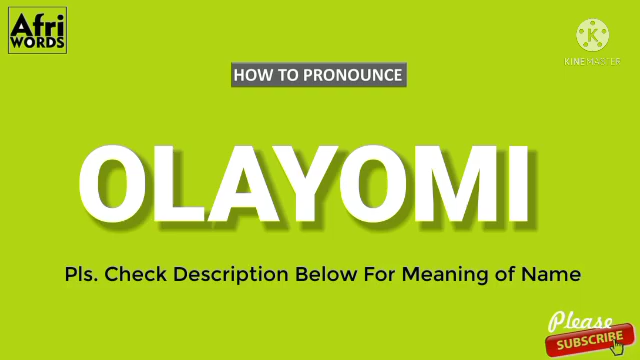 Afri
WORDS
KINEMASTER
HOW TO PRONOUNCE
OLAYOMI
Pls. Check Description Below For Meaning of Name
Please
SUBSCRIBE